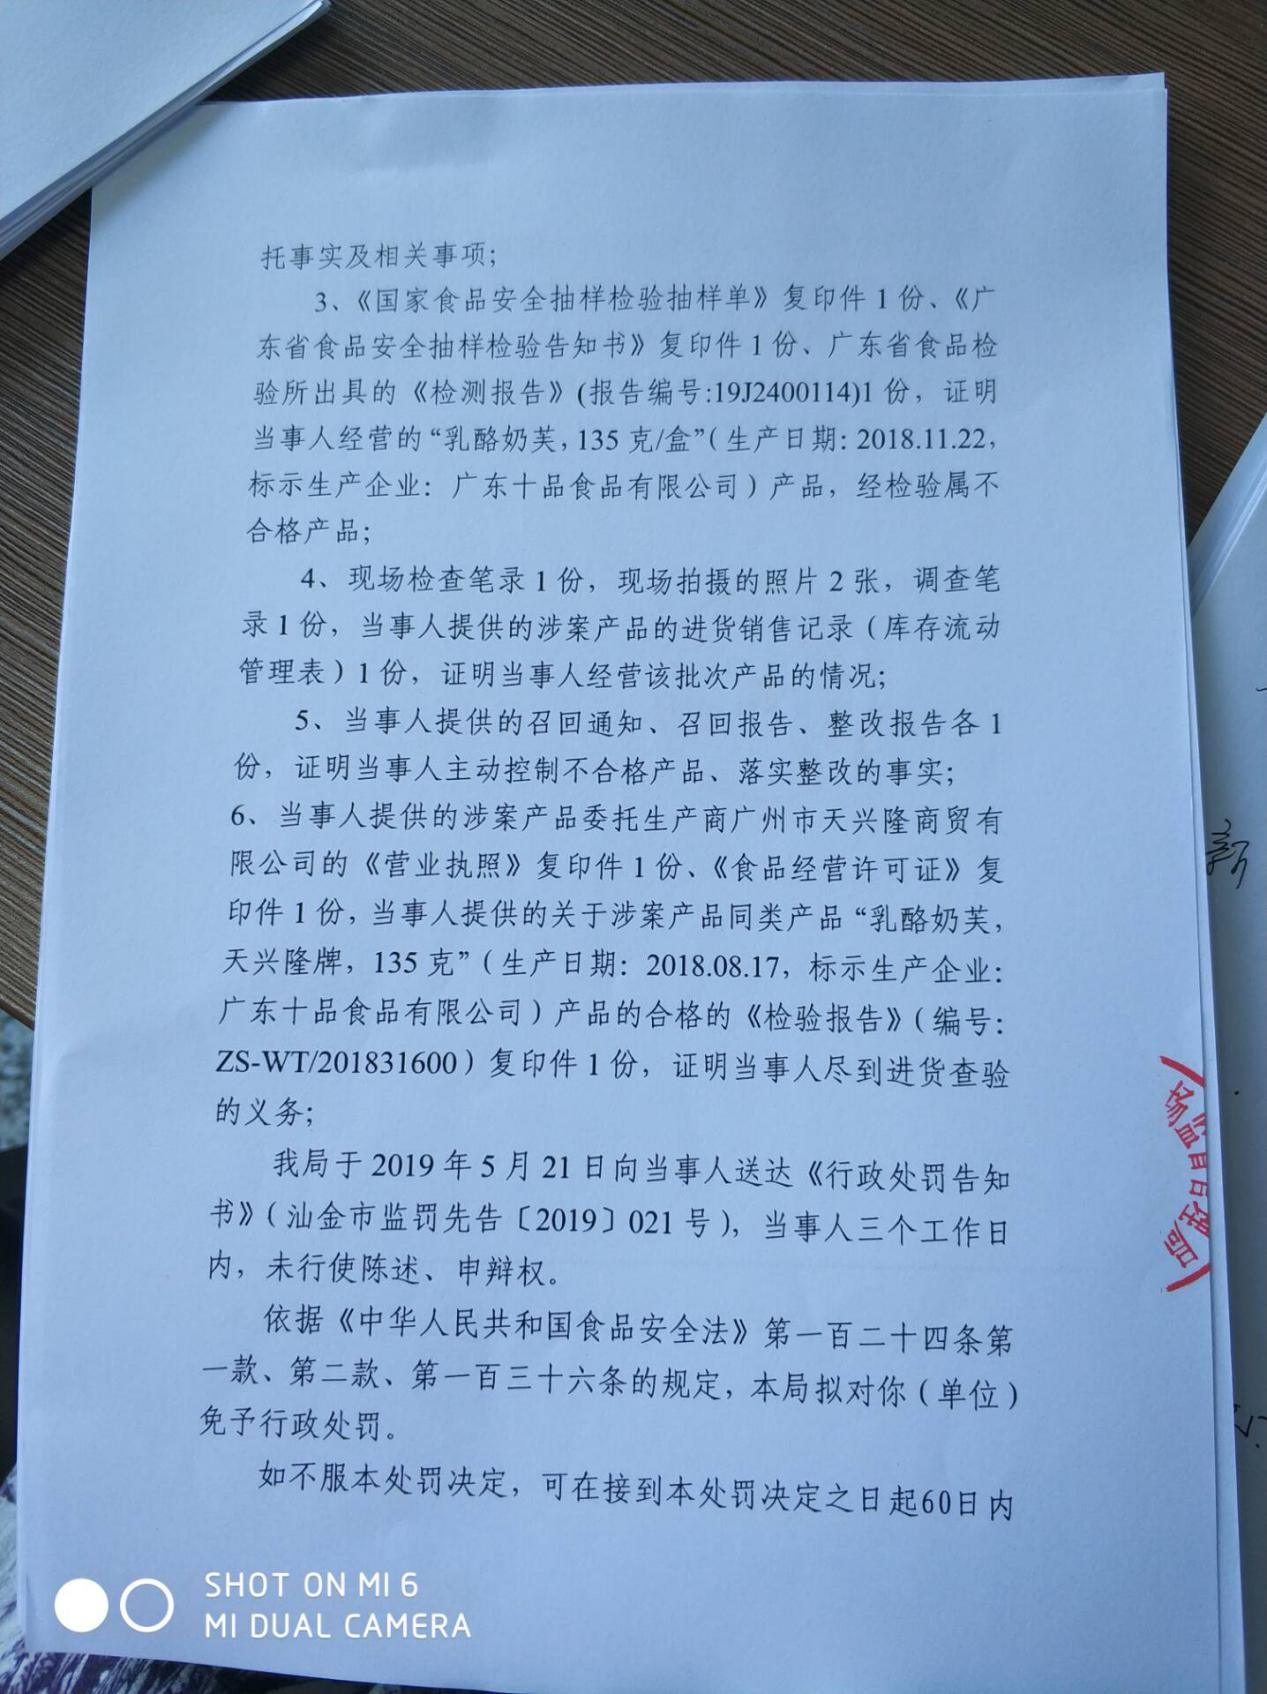 托事实及相关事项；
3、《国家食品安全抽样检验抽样单》复印件 1 份、《广
东省食品安全抽样检验告知书》复印件 1 份、广东省食品检
验所出具的《检测报告》(报告编号:19J2400114)1 份，证明
当事人经营的“乳酪奶芙，135 克/盒”（生产日期：2018.11.22，
标示生产企业：广东十品食品有限公司）产品，经检验属不
合格产品；
4、现场检查笔录 1 份，现场拍摄的照片 2 张，调查笔
录 1 份，当事人提供的涉案产品的进货销售记录（库存流动
管理表）1 份，证明当事人经营该批次产品的情况；
5、当事人提供的召回通知、召回报告、整改报告各 1
份，证明当事人主动控制不合格产品、落实整改的事实；
6、当事人提供的涉案产品委托生产商广州市天兴隆商贸有
限公司的《营业执照》复印件 1 份、《食品经营许可证》复
印件 1 份，当事人提供的关于涉案产品同类产品“乳酪奶芙，
天兴隆牌，135 克”（生产日期：2018.08.17，标示生产企业：
广东十品食品有限公司）产品的合格的《检验报告》（编号：
ZS-WT/201831600）复印件 1 份，证明当事人尽到进货查验
的义务；
我局于 2019 年 5 月 21 日向当事人送达《行政处罚告知
书》（汕金市监罚先告〔2019〕021 号），当事人三个工作日
内，未行使陈述、申辩权。
依据《中华人民共和国食品安全法》第一百二十四条第
一款、第二款、第一百三十六条的规定，本局拟对你（单位）
免予行政处罚。
如不服本处罚决定，可在接到本处罚决定之日起60日内
场监督管理
新
SHOT ON MI 6
MI DUAL CAMERA